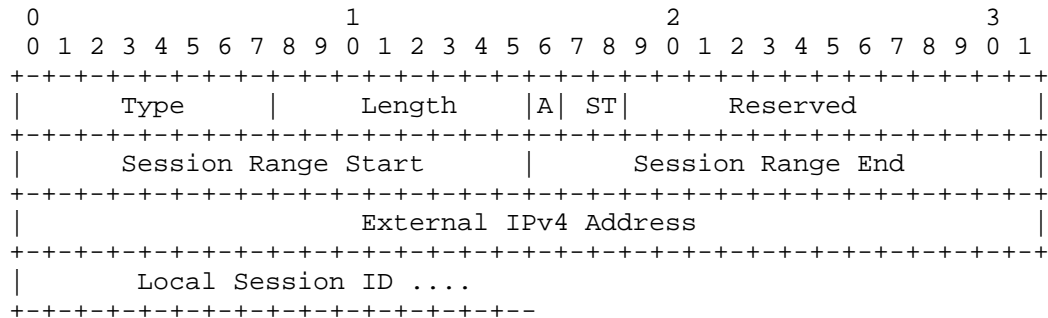 0                   1                   2                   3
 0 1 2 3 4 5 6 7 8 9 0 1 2 3 4 5 6 7 8 9 0 1 2 3 4 5 6 7 8 9 0 1
+-+-+-+-+-+-+-+-+-+-+-+-+-+-+-+-+-+-+-+-+-+-+-+-+-+-+-+-+-+-+-+-+
|      Type     |     Length    |A| ST|      Reserved           |
+-+-+-+-+-+-+-+-+-+-+-+-+-+-+-+-+-+-+-+-+-+-+-+-+-+-+-+-+-+-+-+-+
|      Session Range Start      |      Session Range End        |
+-+-+-+-+-+-+-+-+-+-+-+-+-+-+-+-+-+-+-+-+-+-+-+-+-+-+-+-+-+-+-+-+
|                     External IPv4 Address                     |
+-+-+-+-+-+-+-+-+-+-+-+-+-+-+-+-+-+-+-+-+-+-+-+-+-+-+-+-+-+-+-+-+
|       Local Session ID ....
+-+-+-+-+-+-+-+-+-+-+-+-+-+-+-+--